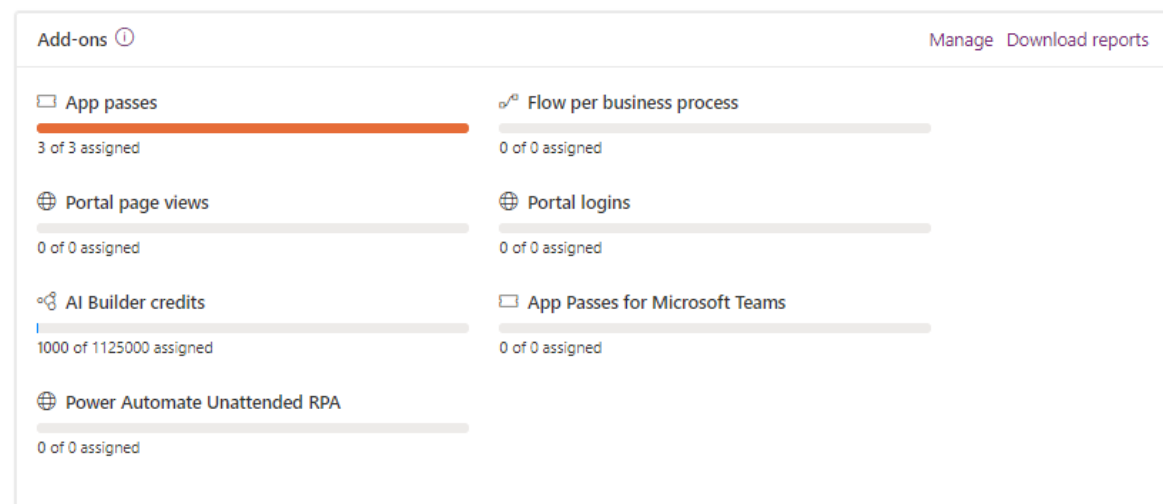 Add-ons
Manage Download reports
App passes
3 of 3 assigned
Flow per business process
0 of 0 assigned
Portal page views
0 of 0 assigned
Portal logins
0 of 0 assigned
AI Builder credits
1000 of 1125000 assigned
App Passes for Microsoft Teams
0 of 0 assigned
Power Automate Unattended RPA
0 of 0 assigned